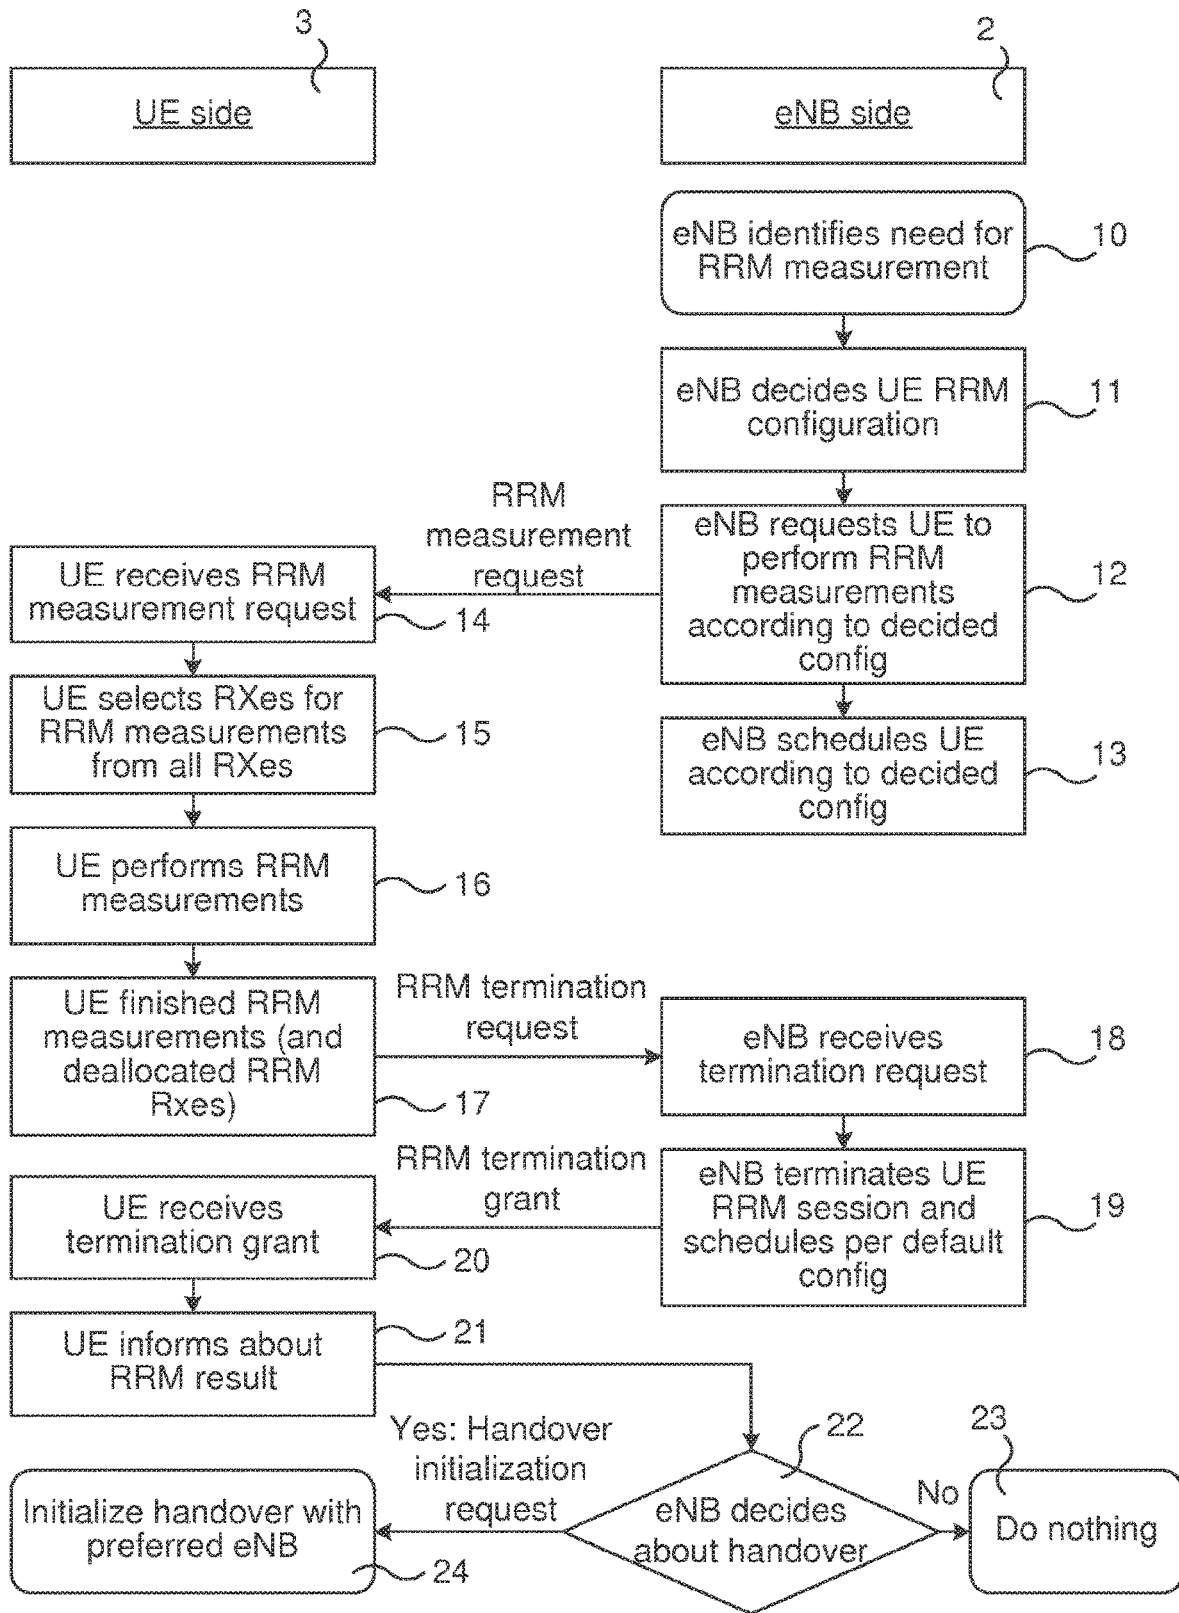 3
2
UE side
eNB side
eNB identifies need for
RRM measurement
10
eNB decides UE RRM
configuration
11
RRM
measurement
request
eNB requests UE to
perform RRM
measurements
according to decided
config
12
UE receives RRM
measurement request
14
UE selects RXes for
RRM measurements
from all RXes
15
eNB schedules UE
according to decided
config
13
UE performs RRM
measurements
16
UE finished RRM
measurements (and
deallocated RRM
Rxes)
17
RRM termination
request
eNB receives
termination request
18
RRM termination
grant
eNB terminates UE
RRM session and
schedules per default
config
19
UE receives
termination grant
20
UE informs about
RRM result
21
Yes: Handover
initialization
request
22
23
eNB decides
about handover
No
Do nothing
Initialize handover with
preferred eNB
24